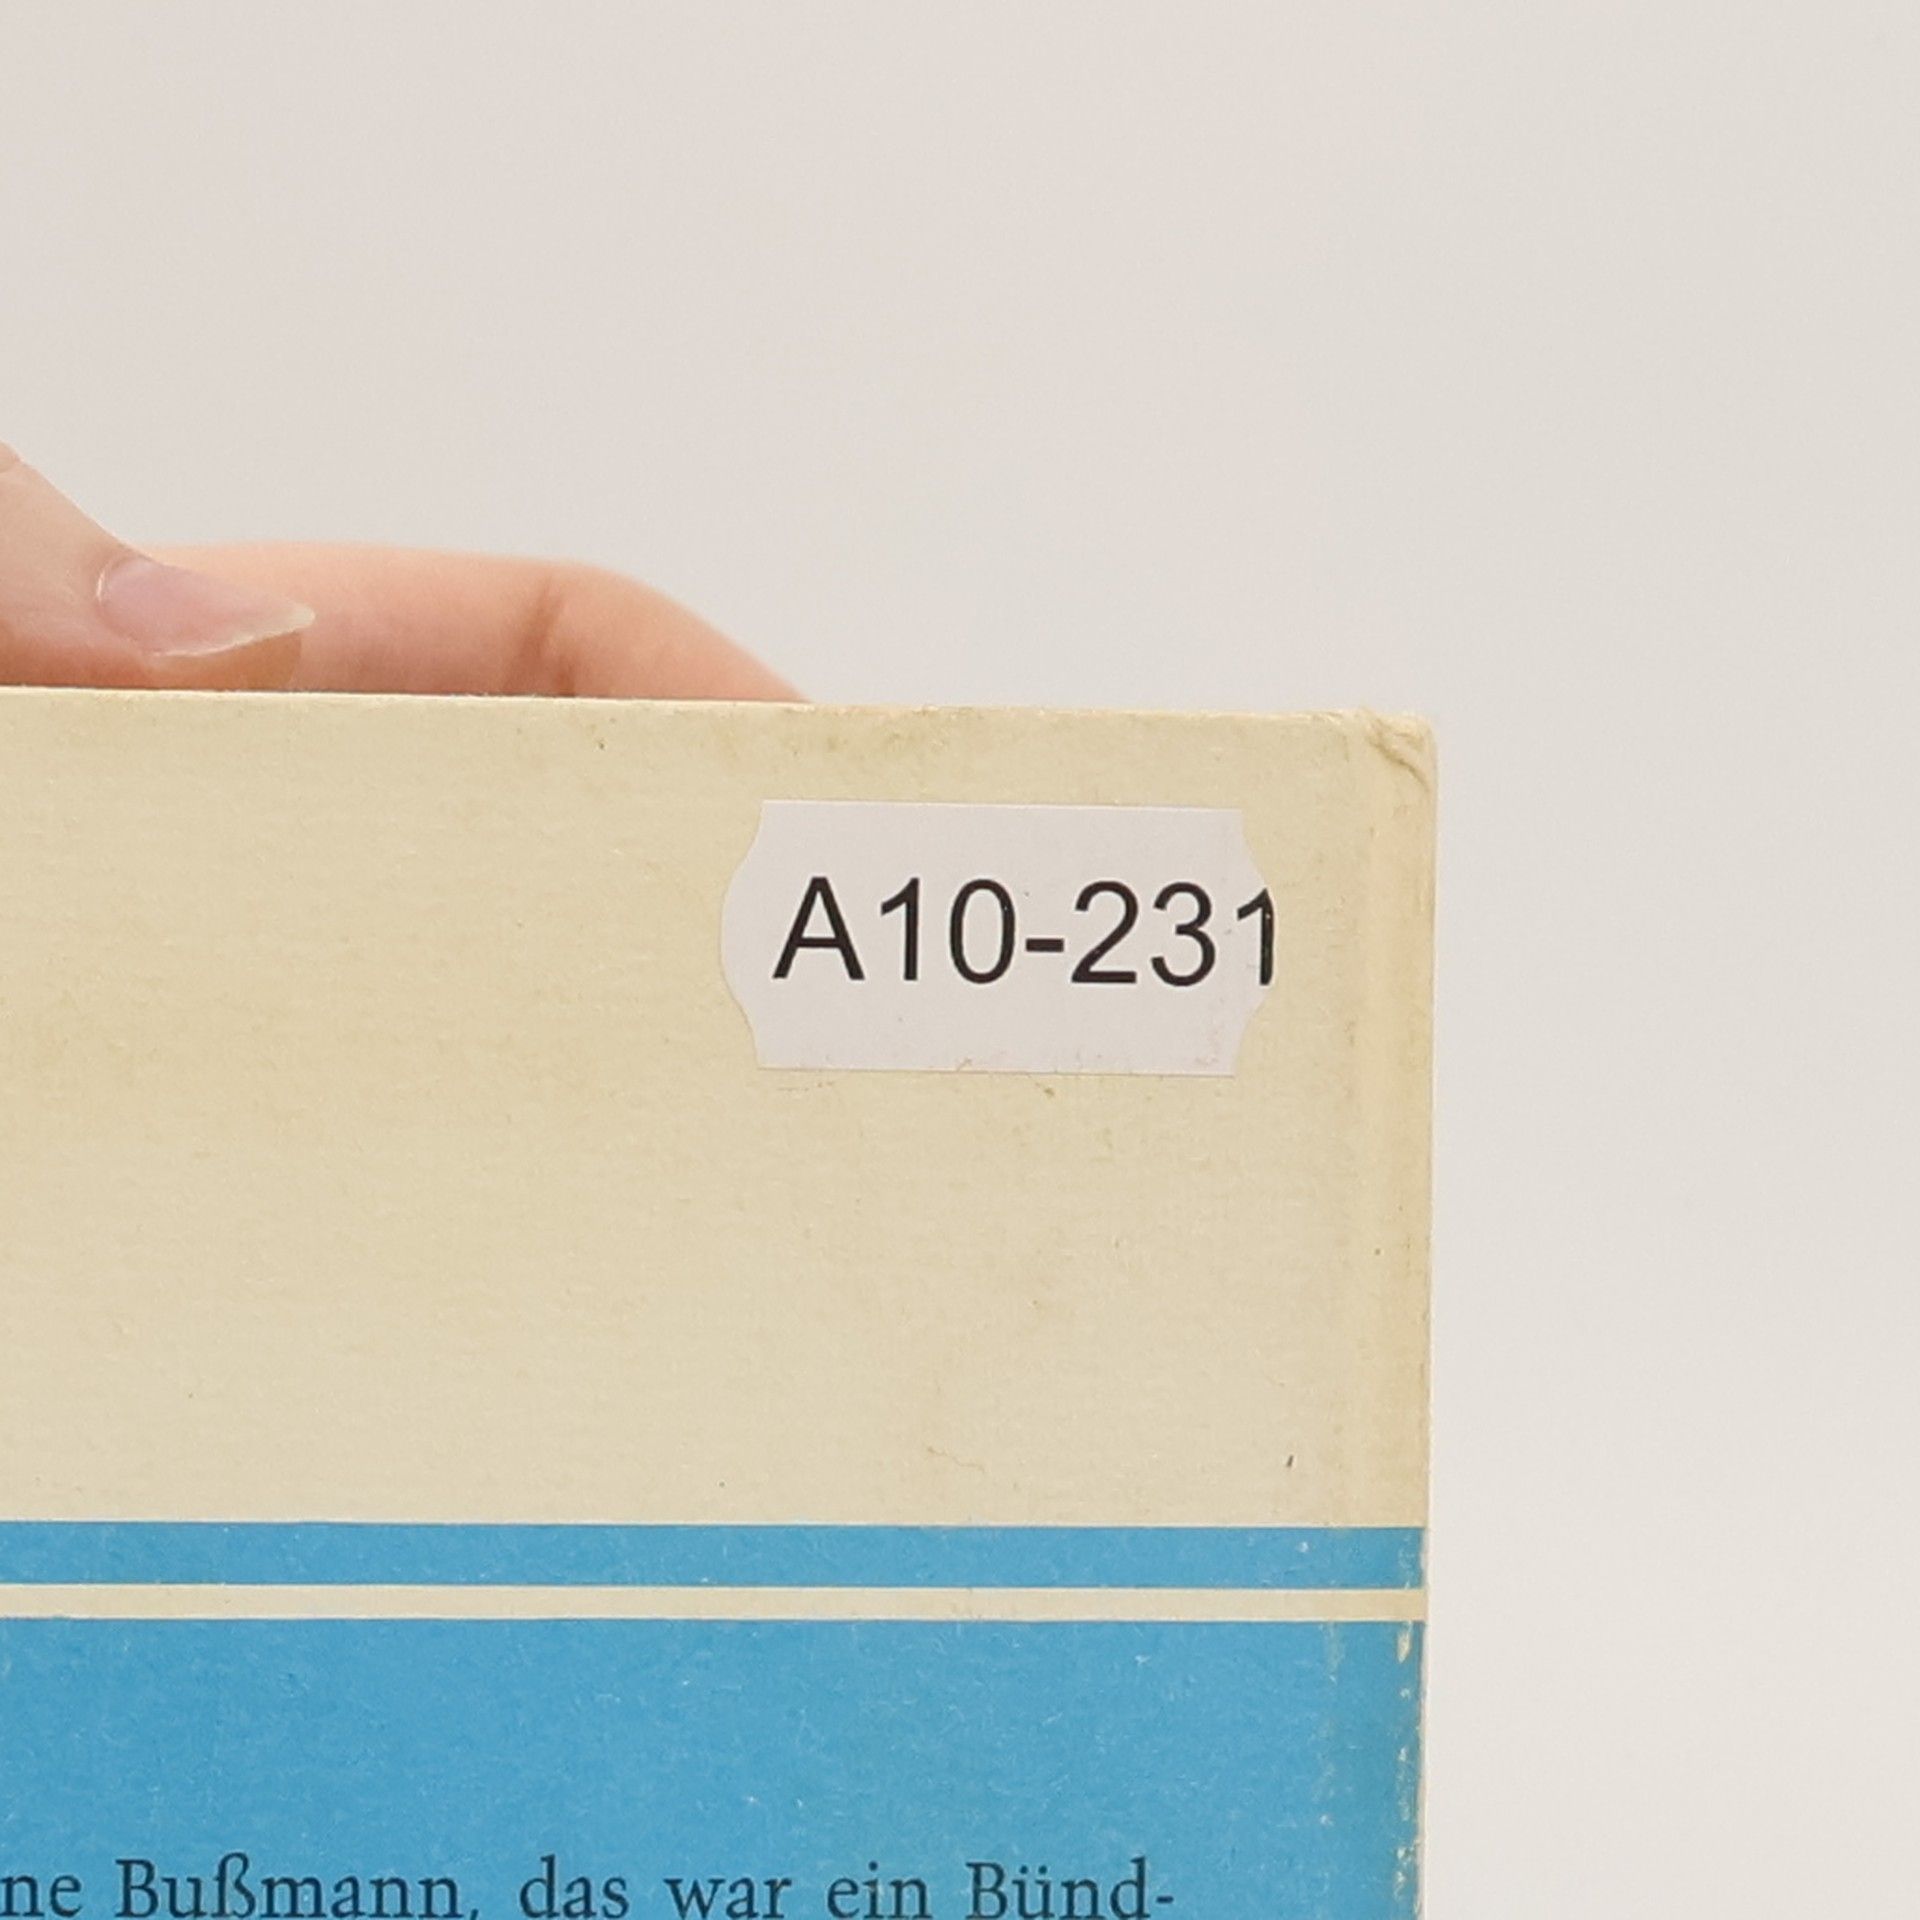 A10-231
ne Bußmann, das war ein Bünd-